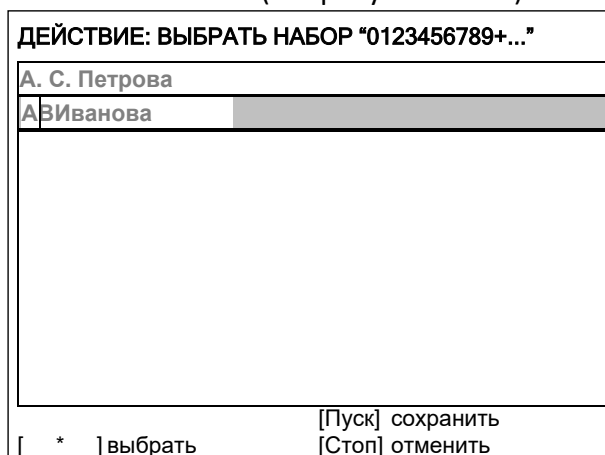 ДЕЙСТВИЕ: ВЫБРАТЬ НАБОР “0123456789+...”
А. С. Петрова
АВИванова
[Пуск] сохранить
[ * ] выбрать [Стоп] отменить